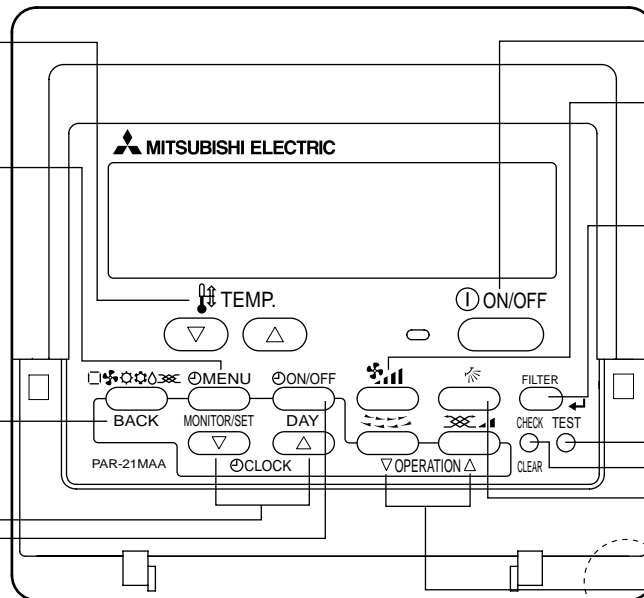 MITSUBISHI ELECTRIC
TEMP.
ON/OFF
MENU
ON/OFF
FILTER
BACK
MONITOR/SET
DAY
CHECK
TEST
PAR-21MAA
CLOCK
OPERATION
CLEAR